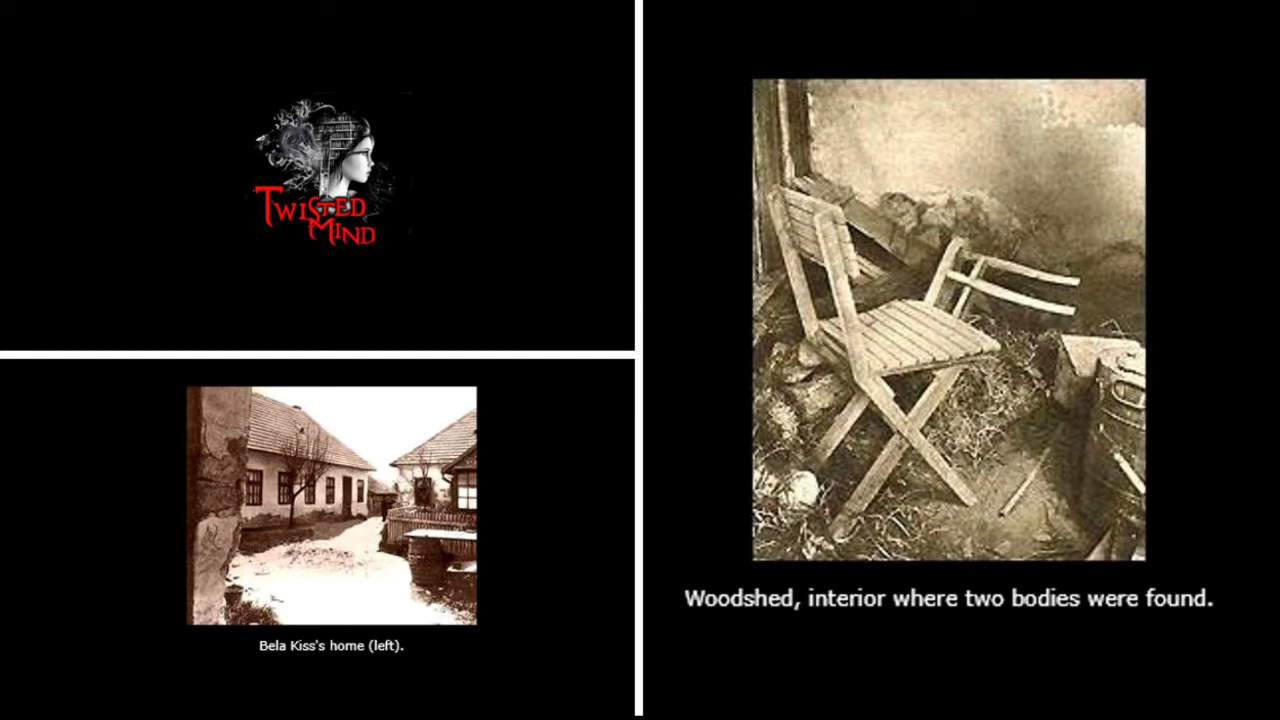 TWISTED
MIND
Bela Kiss's home (left).
Woodshed, interior where two bodies were found.